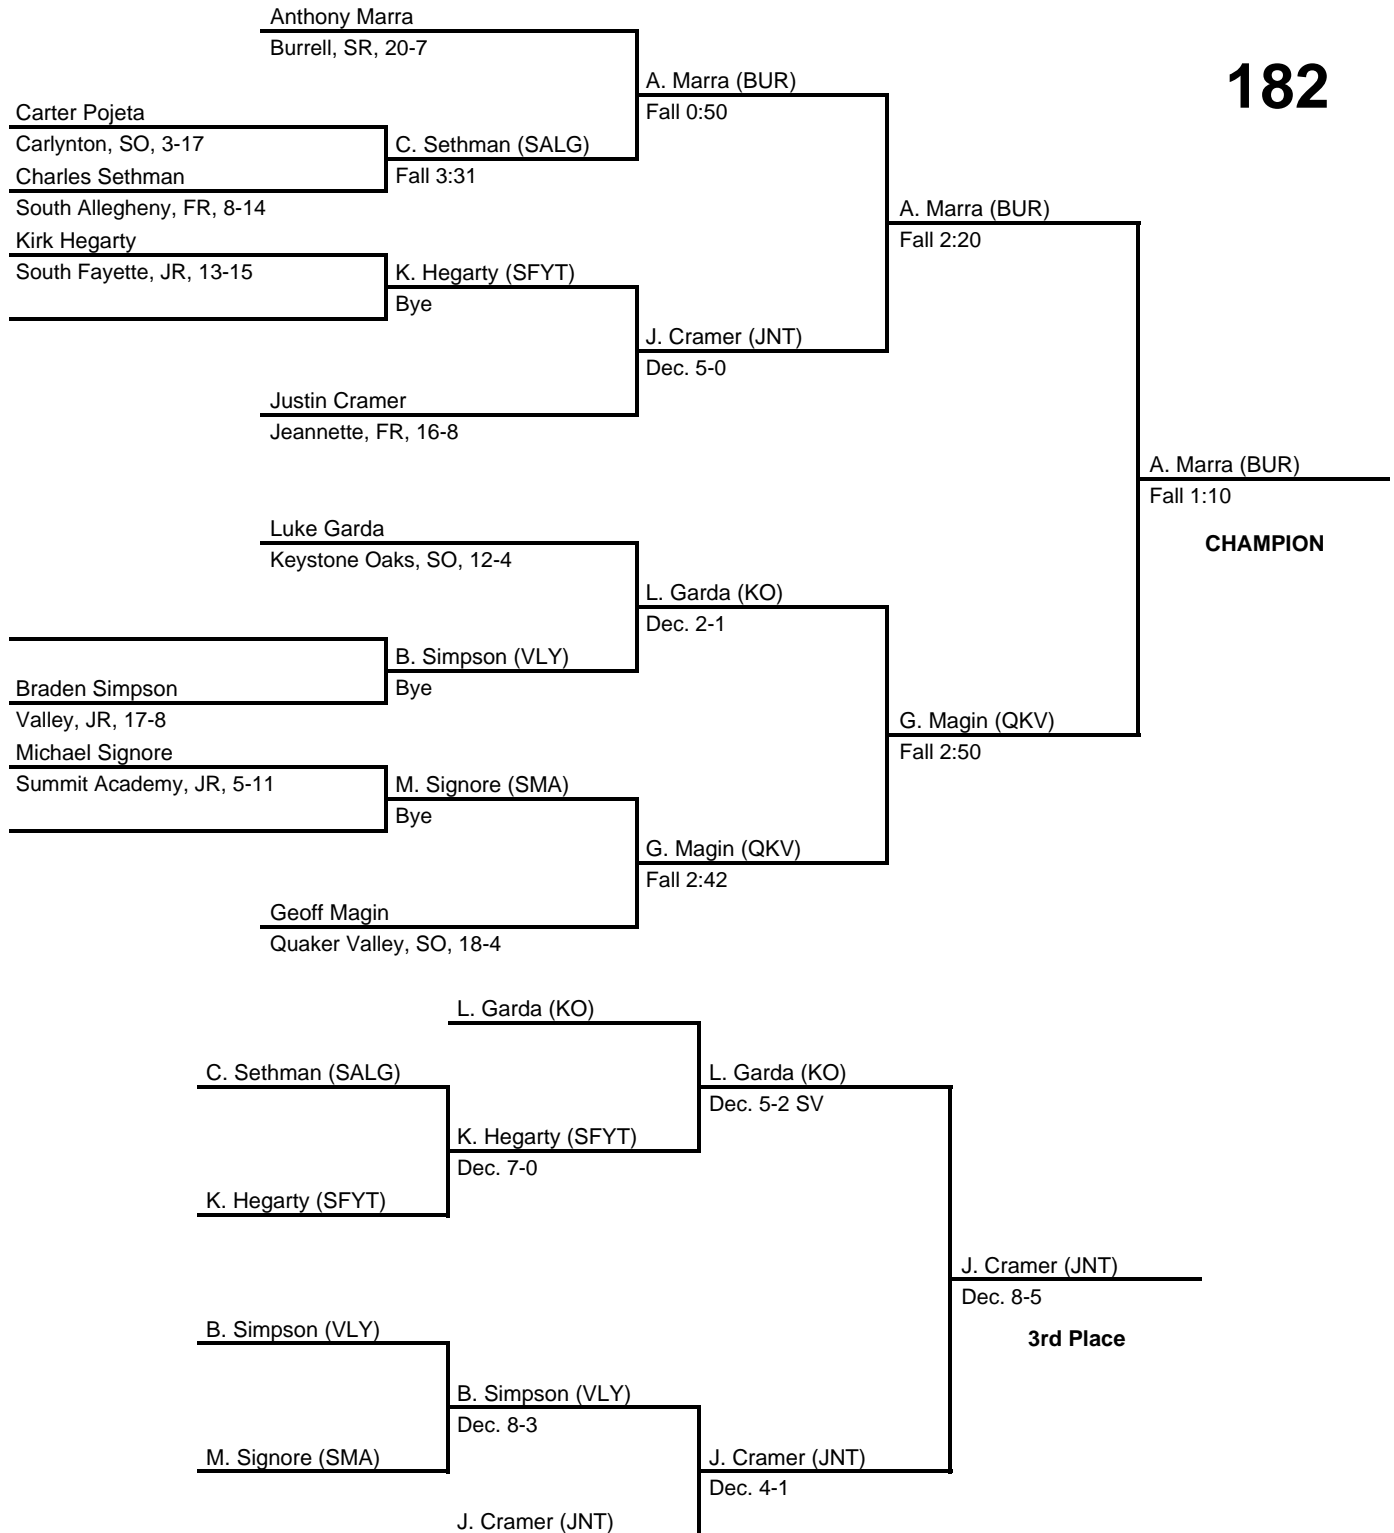 Anthony Marra
Burrell, SR, 20-7
182
A. Marra (BUR)
Fall 0:50
Carter Pojeta
Carlynton, SO, 3-17
C. Sethman (SALG)
Fall 3:31
Charles Sethman
South Allegheny, FR, 8-14
A. Marra (BUR)
Fall 2:20
Kirk Hegarty
South Fayette, JR, 13-15
K. Hegarty (SFYT)
Bye
J. Cramer (JNT)
Dec. 5-0
Justin Cramer
Jeannette, FR, 16-8
A. Marra (BUR)
Fall 1:10
CHAMPION
Luke Garda
Keystone Oaks, SO, 12-4
L. Garda (KO)
Dec. 2-1
B. Simpson (VLY)
Bye
Braden Simpson
Valley, JR, 17-8
G. Magin (QKV)
Fall 2:50
Michael Signore
Summit Academy, JR, 5-11
M. Signore (SMA)
Bye
G. Magin (QKV)
Fall 2:42
Geoff Magin
Quaker Valley, SO, 18-4
L. Garda (KO)
C. Sethman (SALG)
L. Garda (KO)
Dec. 5-2 SV
K. Hegarty (SFYT)
Dec. 7-0
K. Hegarty (SFYT)
J. Cramer (JNT)
Dec. 8-5
3rd Place
B. Simpson (VLY)
B. Simpson (VLY)
Dec. 8-3
M. Signore (SMA)
J. Cramer (JNT)
Dec. 4-1
J. Cramer (JNT)